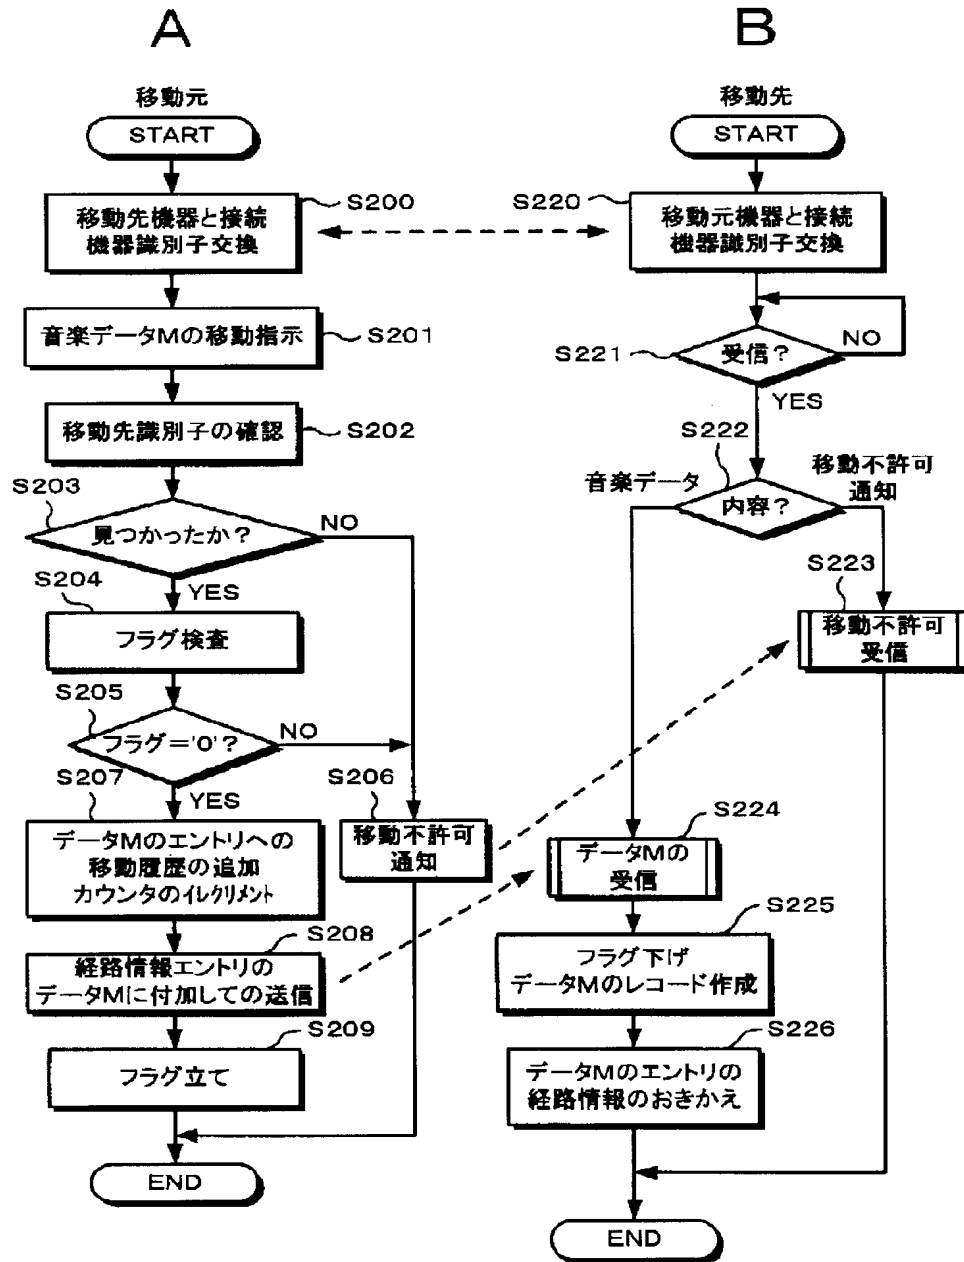 A
移動元
START
S200
移動先機器と接続
機器識別子交換
音楽データMの移動指示
S201
移動先識別子の確認
S202
S203
見つかったか？
NO
YES
S204
フラグ検査
S205
フラグ＝'0'？
NO
YES
S206
移動不許可
通知
S207
データMのエントリへの
移動履歴の追加
カウンタのイレクリメント
S208
経路情報エントリの
データMに付加しての送信
S209
フラグ立て
END
B
移動先
START
S220
移動元機器と接続
機器識別子交換
S221
受信？
NO
YES
S222
音楽データ
内容？
移動不許可
通知
S223
移動不許可
受信
S224
データMの
受信
S225
フラグ下げ
データMのレコード作成
S226
データMのエントリの
経路情報のおきかえ
END